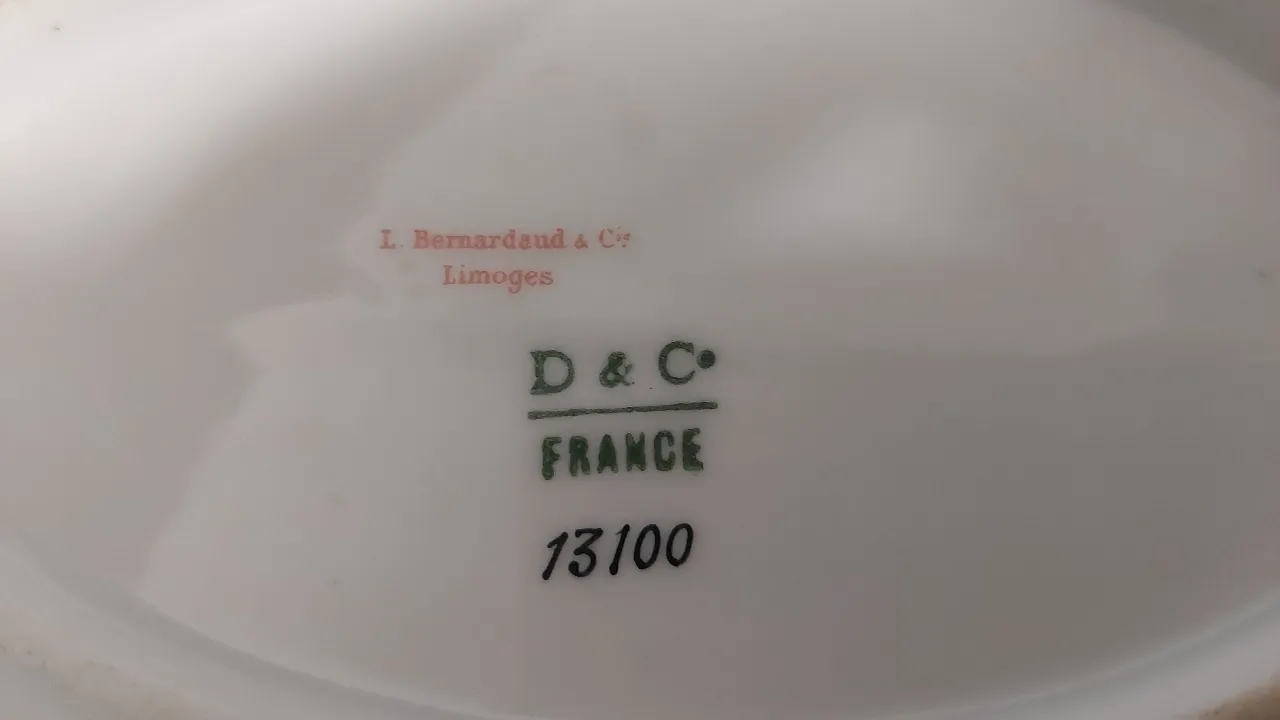 L. Bernardaud & Cie
Limoges
D & Co
FRANCE
13100